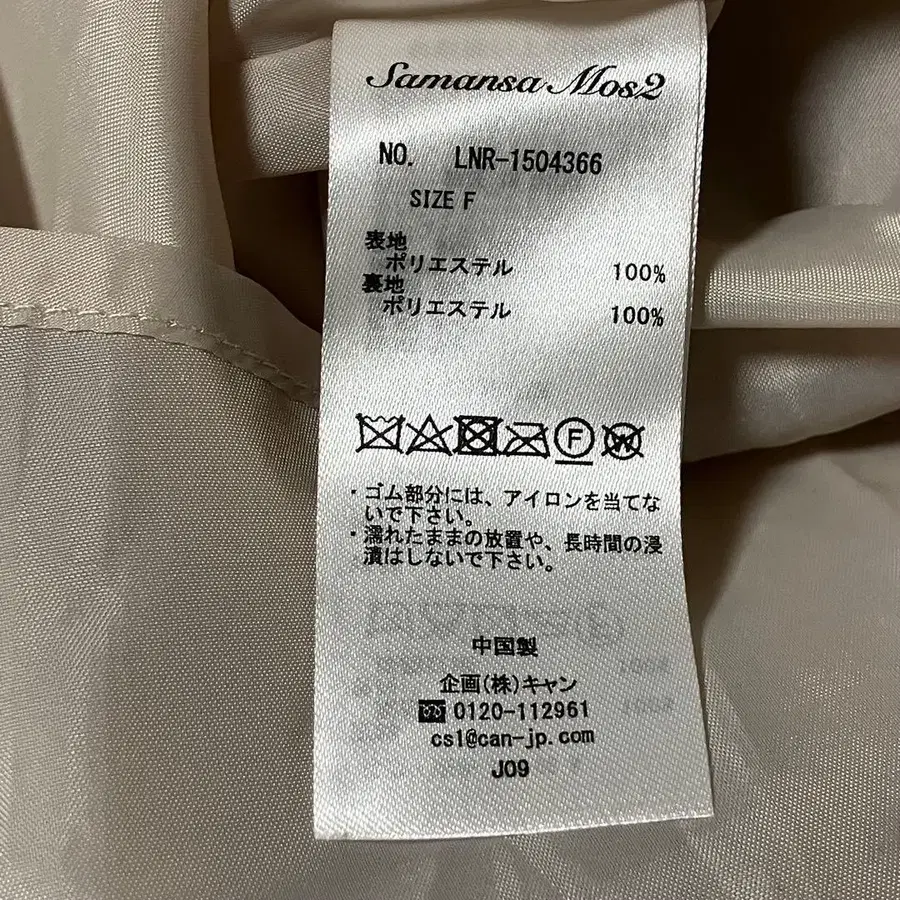 Samansa Mos2
NO. LNR-1504366
SIZE F
表地
ポリエステル 100%
裏地
ポリエステル 100%
F W
・ゴム部分には、アイロンを当てな
いで下さい。
・濡れたままの放置や、長時間の浸
漬はしないで下さい。
中国製
企画(株)キャン
0120-112961
cs1@can-jp.com
J09